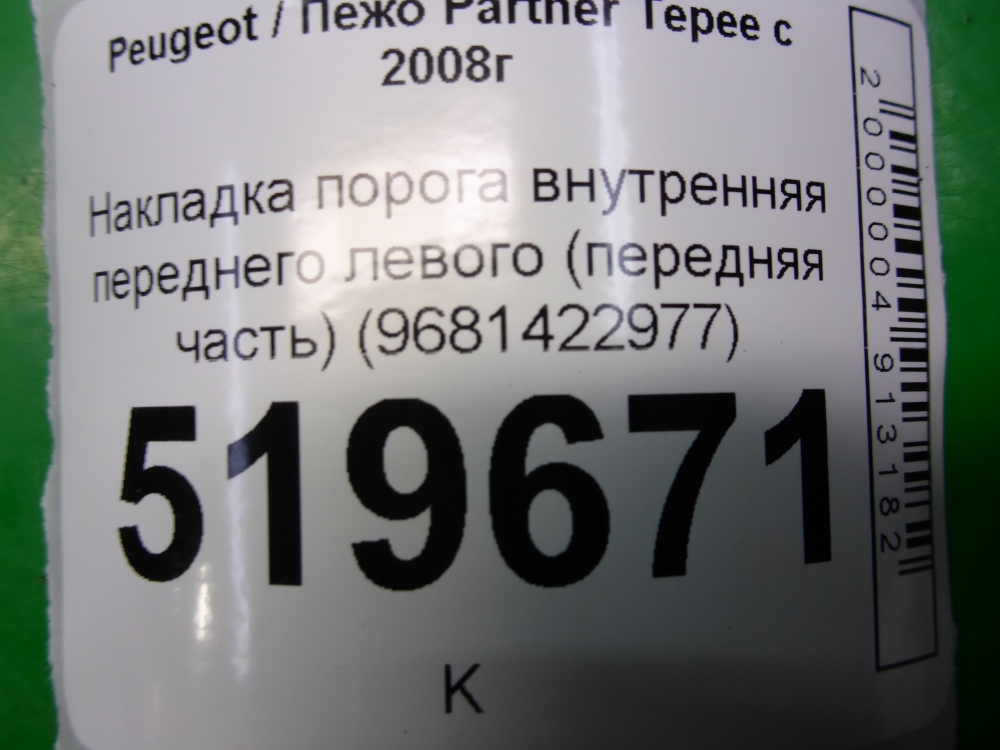 Peugeot / Пежо Partner Tepee с
2008г
Накладка порога внутренняя
переднего левого (передняя
часть) (9681422977)
519671
К
2000004913182